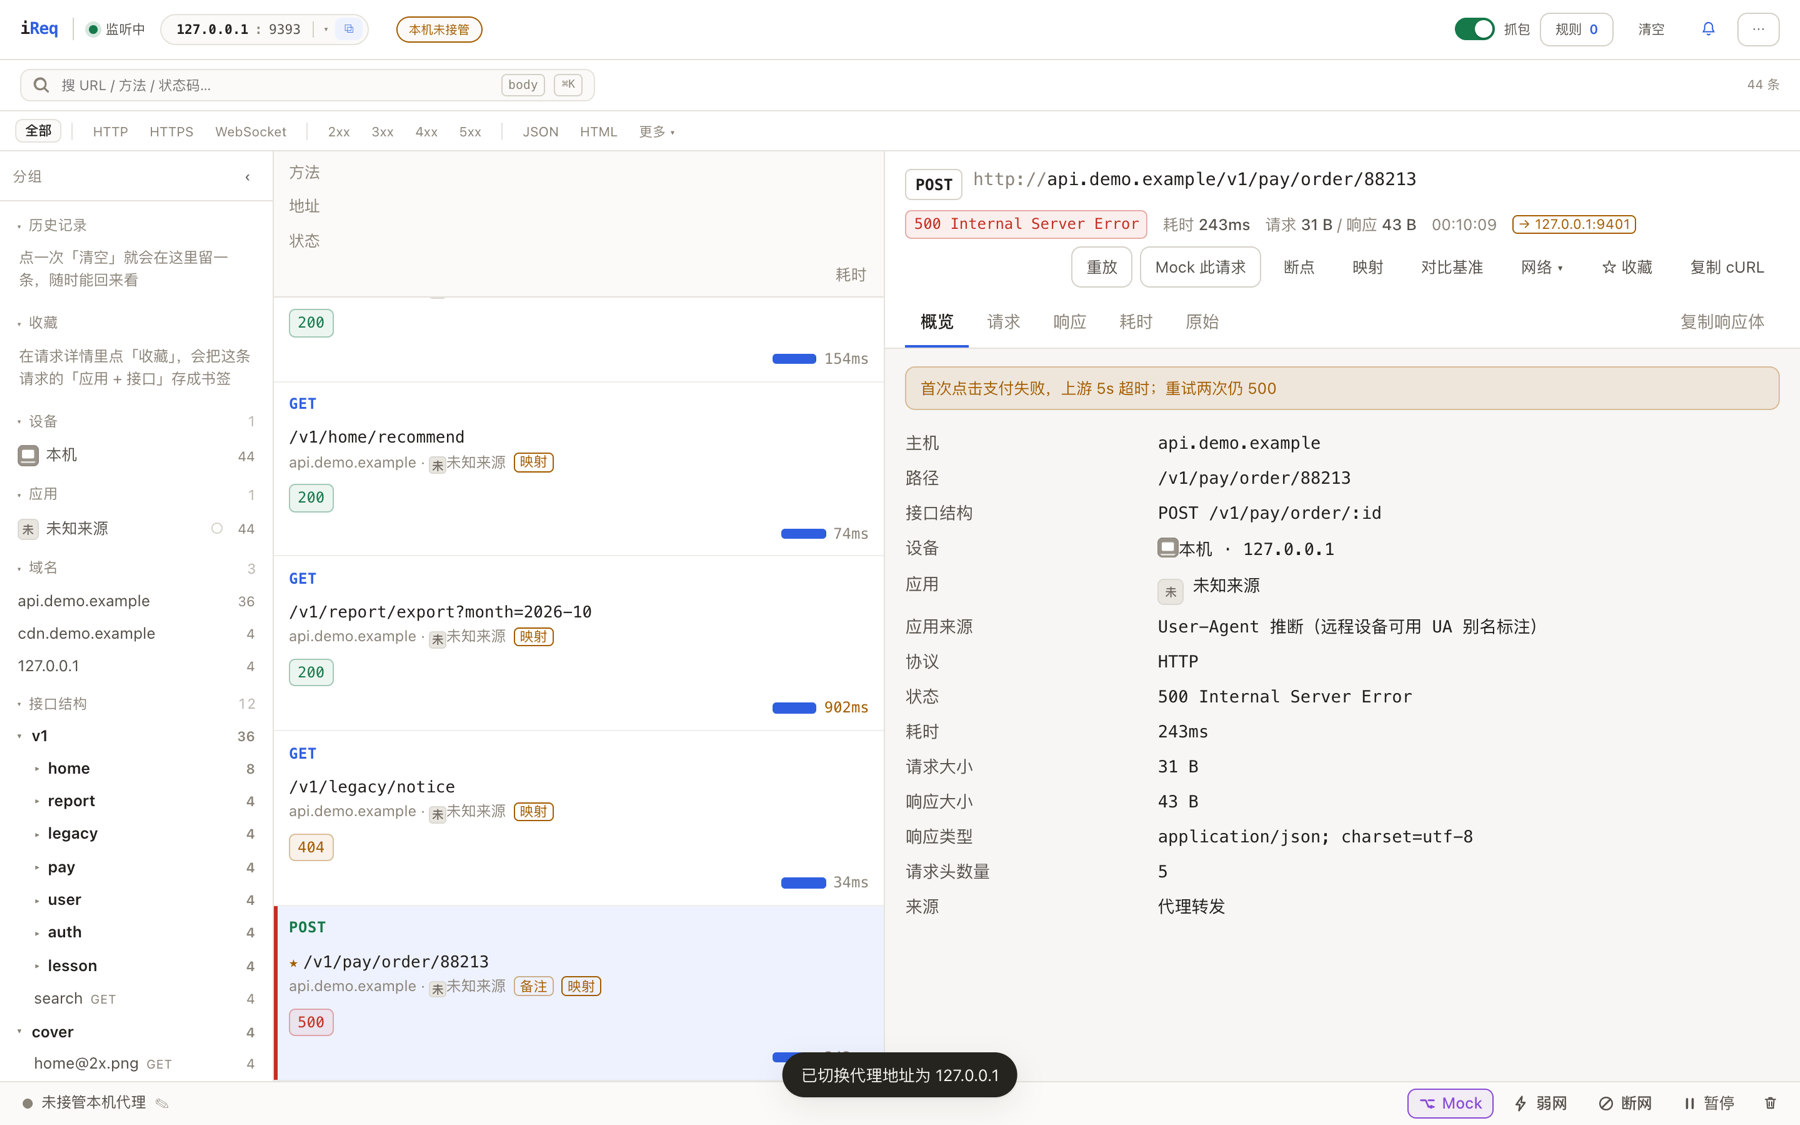 iReq
监听中
127.0.0.1 : 9393
本机未接管
抓包
规则 0
清空
搜 URL / 方法 / 状态码...
body
⌘K
44 条
全部
HTTP
HTTPS
WebSocket
2xx
3xx
4xx
5xx
JSON
HTML
更多
分组
历史记录
点一次「清空」就会在这里留一
条，随时能回来看
收藏
在请求详情里点「收藏」，会把这条
请求的「应用 + 接口」存成书签
设备 1
本机 44
应用 1
未 未知来源 44
域名 3
api.demo.example 36
cdn.demo.example 4
127.0.0.1 4
接口结构 12
v1 36
home 8
report 4
legacy 4
pay 4
user 4
auth 4
lesson 4
search GET 4
cover 4
home@2x.png GET 4
方法
地址
状态
耗时
200
154ms
GET
/v1/home/recommend
api.demo.example · 未 未知来源 映射
200
74ms
GET
/v1/report/export?month=2026-10
api.demo.example · 未 未知来源 映射
200
902ms
GET
/v1/legacy/notice
api.demo.example · 未 未知来源 映射
404
34ms
POST
★ /v1/pay/order/88213
api.demo.example · 未 未知来源 备注 映射
500
POST http://api.demo.example/v1/pay/order/88213
500 Internal Server Error 耗时 243ms 请求 31 B / 响应 43 B 00:10:09 → 127.0.0.1:9401
重放
Mock 此请求
断点
映射
对比基准
网络
☆ 收藏
复制 cURL
概览
请求
响应
耗时
原始
复制响应体
首次点击支付失败，上游 5s 超时；重试两次仍 500
主机 api.demo.example
路径 /v1/pay/order/88213
接口结构 POST /v1/pay/order/:id
设备 本机 · 127.0.0.1
应用 未 未知来源
应用来源 User-Agent 推断（远程设备可用 UA 别名标注）
协议 HTTP
状态 500 Internal Server Error
耗时 243ms
请求大小 31 B
响应大小 43 B
响应类型 application/json; charset=utf-8
请求头数量 5
来源 代理转发
已切换代理地址为 127.0.0.1
未接管本机代理
Mock
弱网
断网
暂停